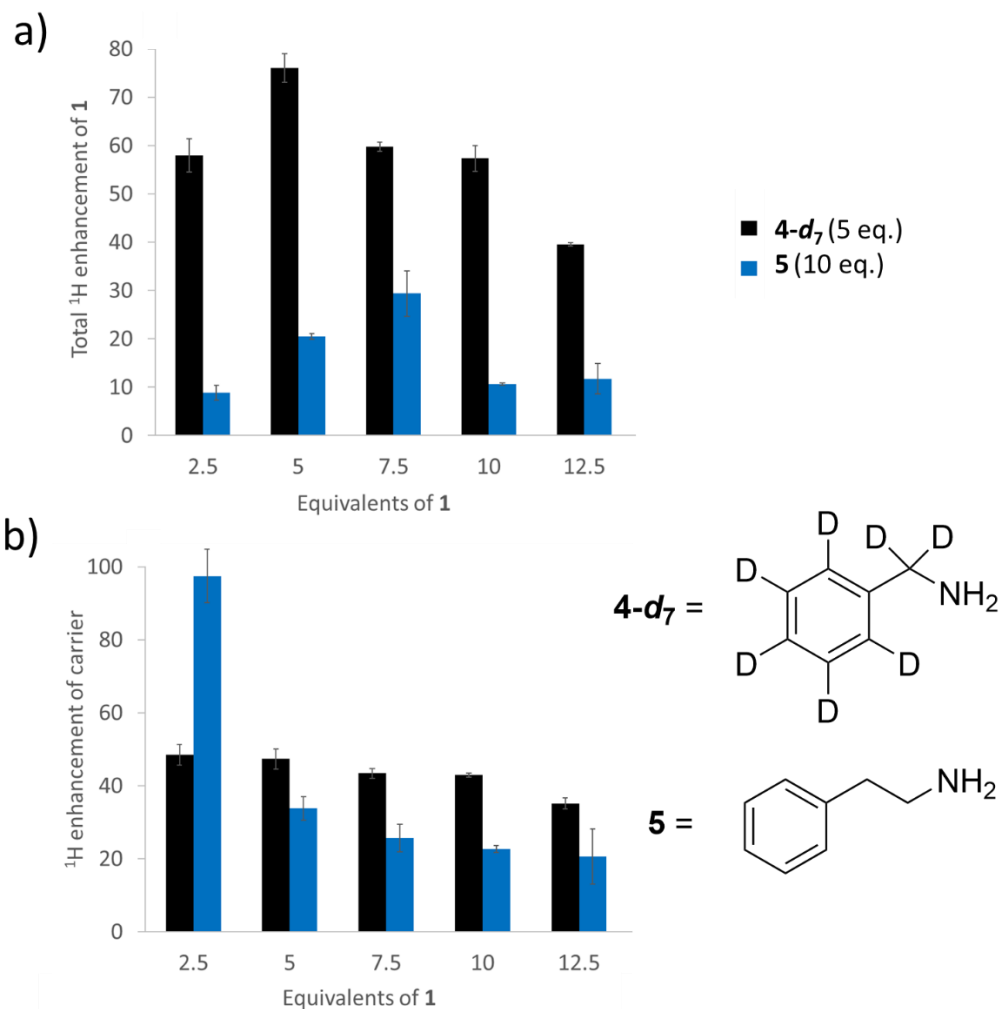 a)
Total ¹H enhancement of 1
80
70
60
50
40
30
20
10
0
2.5 5 7.5 10 12.5
Equivalents of 1
4-d₇ (5 eq.)
5 (10 eq.)
b)
¹H enhancement of carrier
100
80
60
40
20
0
2.5 5 7.5 10 12.5
Equivalents of 1
4-d₇ =
D D D
D NH₂
D D
D
5 =
NH₂